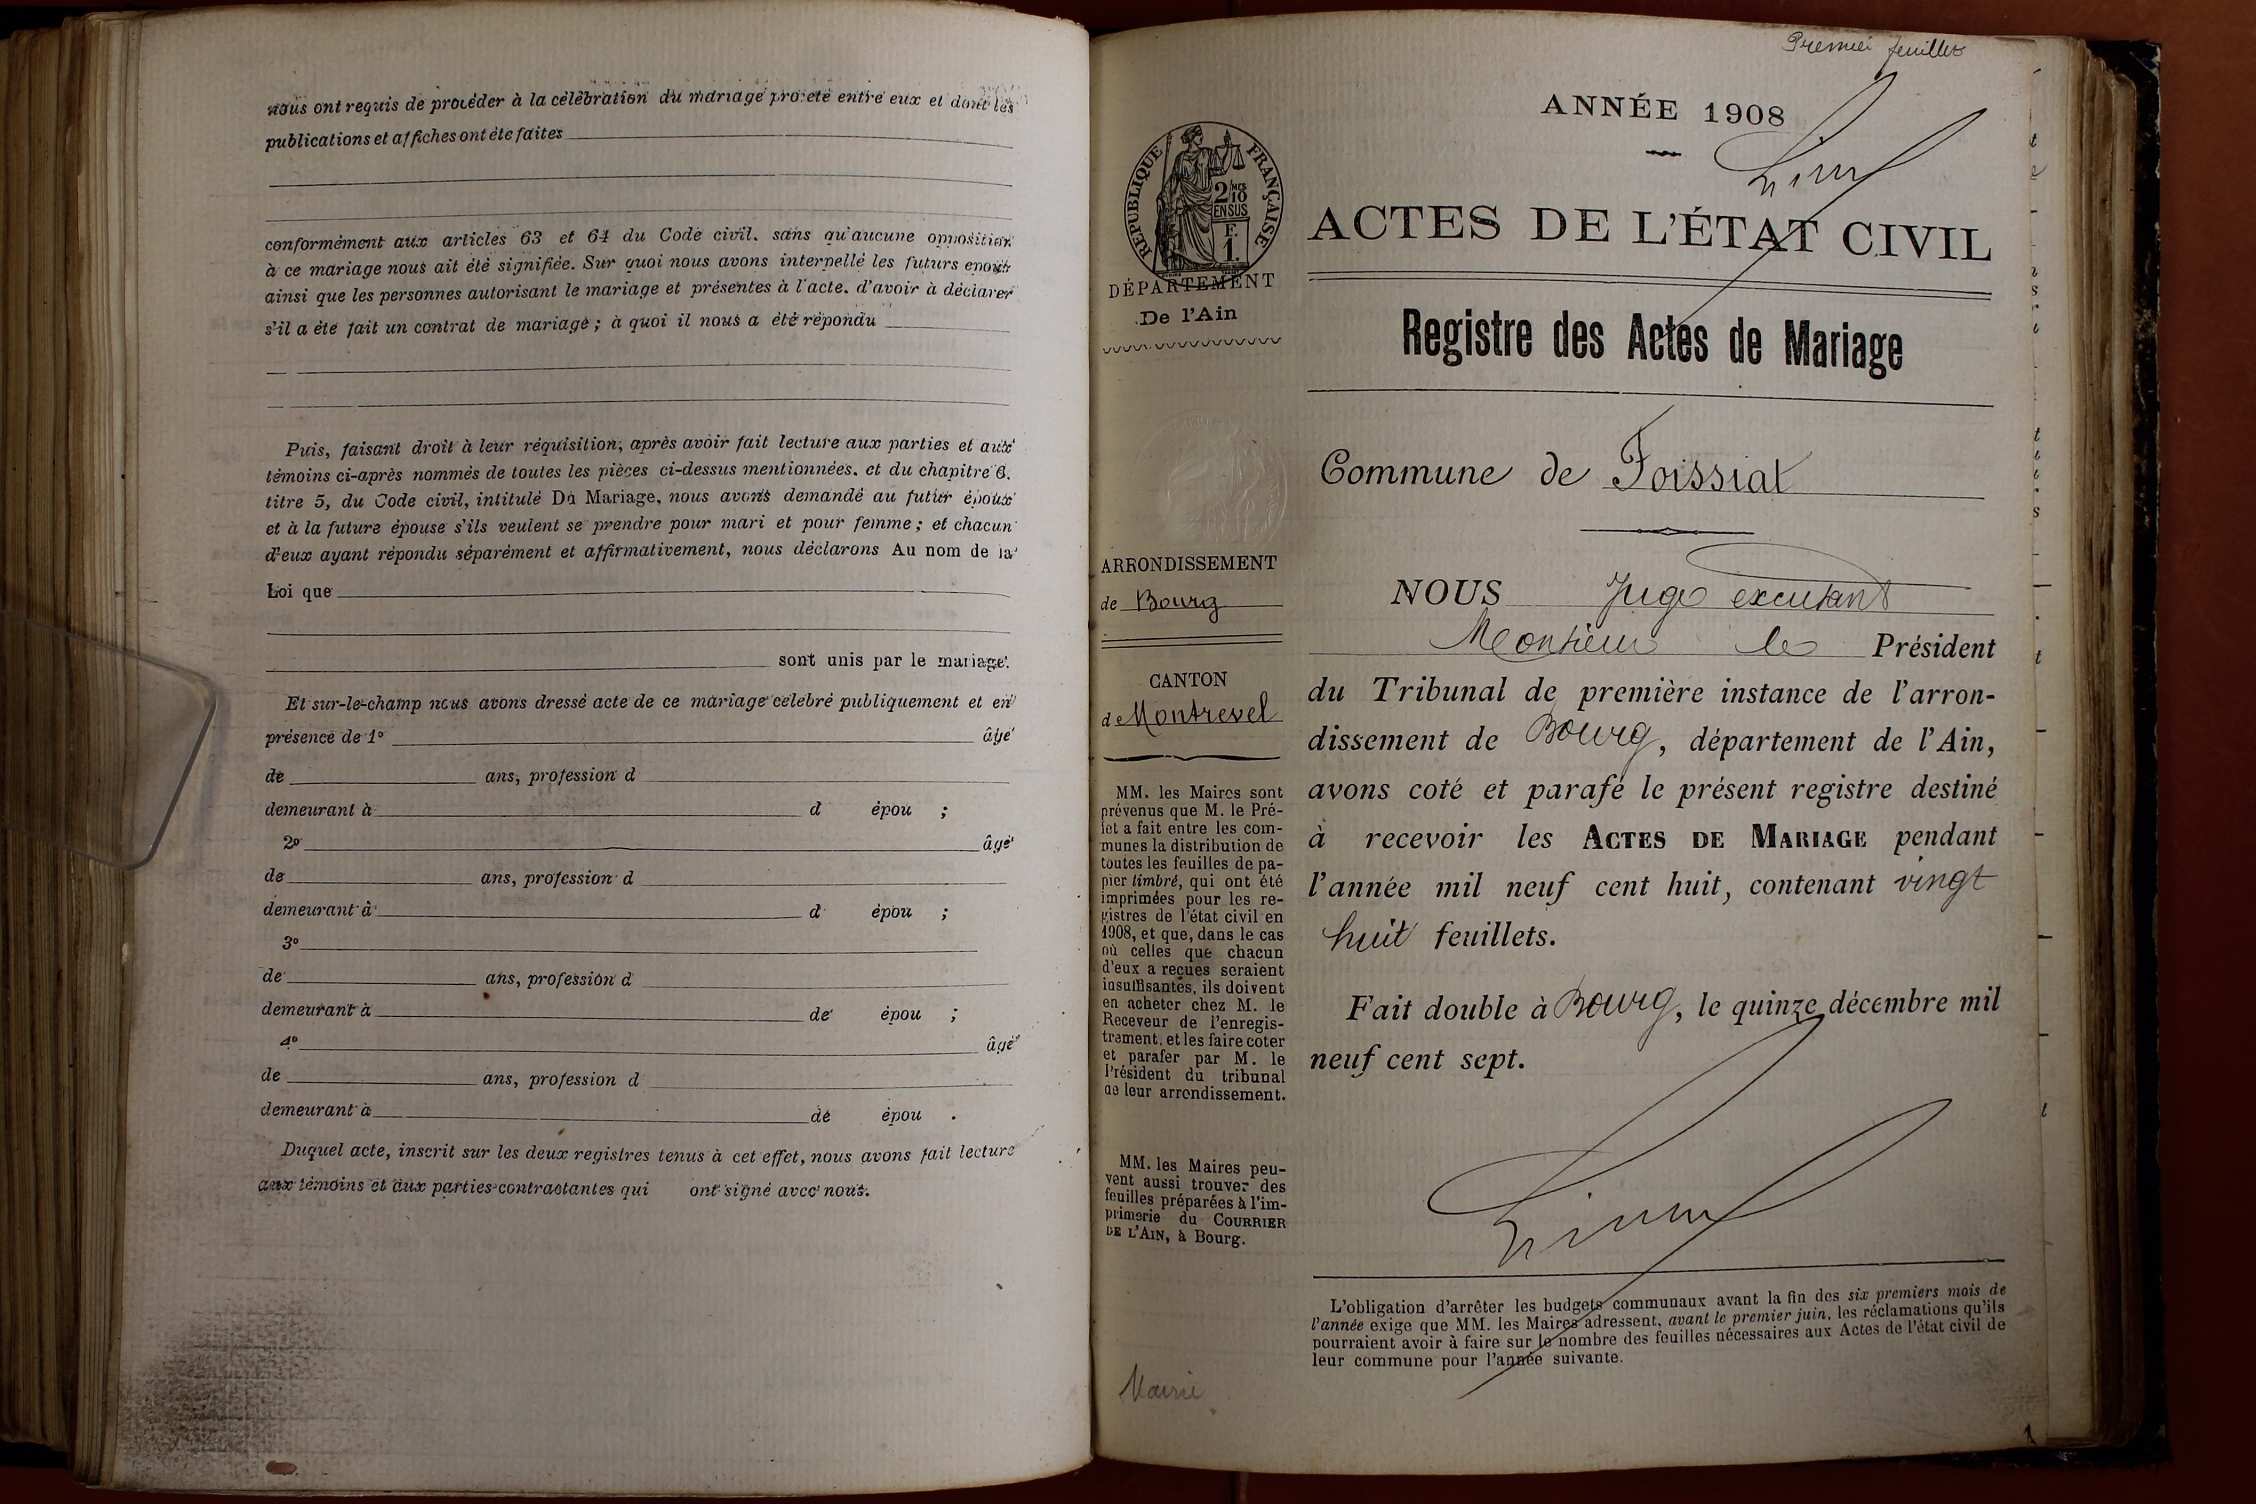 nous ont requis de procéder à la célébration du mariage projeté entre eux et dont les
publications et affiches ont été faites
conformément aux articles 63 et 64 du Code civil, sans qu'aucune opposition
à ce mariage nous ait été signifiée. Sur quoi nous avons interpellé les futurs époux
ainsi que les personnes autorisant le mariage et présentes à l'acte, d'avoir à déclarer
s'il a été fait un contrat de mariage ; à quoi il nous a été répondu
Puis, faisant droit à leur réquisition, après avoir fait lecture aux parties et aux
témoins ci-après nommés de toutes les pièces ci-dessus mentionnées, et du chapitre 6,
titre 5, du Code civil, intitulé Du Mariage, nous avons demandé au futur époux
et à la future épouse s'ils veulent se prendre pour mari et pour femme ; et chacun
d'eux ayant répondu séparément et affirmativement, nous déclarons Au nom de la
Loi que
sont unis par le mariage.
Et sur-le-champ nous avons dressé acte de ce mariage célébré publiquement et en
présence de 1º âgé
de ans, profession d
demeurant à d épou ;
2º âgé
de ans, profession d
demeurant à d épou ;
3º
de ans, profession d
demeurant à de épou ;
4º âgé
de ans, profession d
demeurant à de épou .
Duquel acte, inscrit sur les deux registres tenus à cet effet, nous avons fait lecture
aux témoins et aux parties contractantes qui ont signé avec nous.
Premier feuillet
RÉPUBLIQUE FRANÇAISE
2/10 MES
EN SUS
F.
1.
DÉPARTEMENT
De l'Ain
ARRONDISSEMENT
de Bourg
CANTON
de Montrevel
MM. les Maires sont
prévenus que M. le Pré-
fet a fait entre les com-
munes la distribution de
toutes les feuilles de pa-
pier timbré, qui ont été
imprimées pour les re-
gistres de l'état civil en
1908, et que, dans le cas
où celles que chacun
d'eux a reçues seraient
insuffisantes, ils doivent
en acheter chez M. le
Receveur de l'enregis-
trement, et les faire coter
et parafer par M. le
Président du tribunal
de leur arrondissement.
MM. les Maires peu-
vent aussi trouver des
feuilles préparées à l'im-
primerie du COURRIER
DE L'AIN, à Bourg.
Mairie
ANNÉE 1908
ACTES DE L'ÉTAT CIVIL
Registre des Actes de Mariage
Commune de Foissiat
NOUS Juge excutant
Monsieur le Président
du Tribunal de première instance de l'arron-
dissement de Bourg, département de l'Ain,
avons coté et parafé le présent registre destiné
à recevoir les ACTES DE MARIAGE pendant
l'année mil neuf cent huit, contenant vingt
huit feuillets.
Fait double à Bourg, le quinze décembre mil
neuf cent sept.
L'obligation d'arrêter les budgets communaux avant la fin des six premiers mois de
l'année exige que MM. les Maires adressent, avant le premier juin, les réclamations qu'ils
pourraient avoir à faire sur le nombre des feuilles nécessaires aux Actes de l'état civil de
leur commune pour l'année suivante.